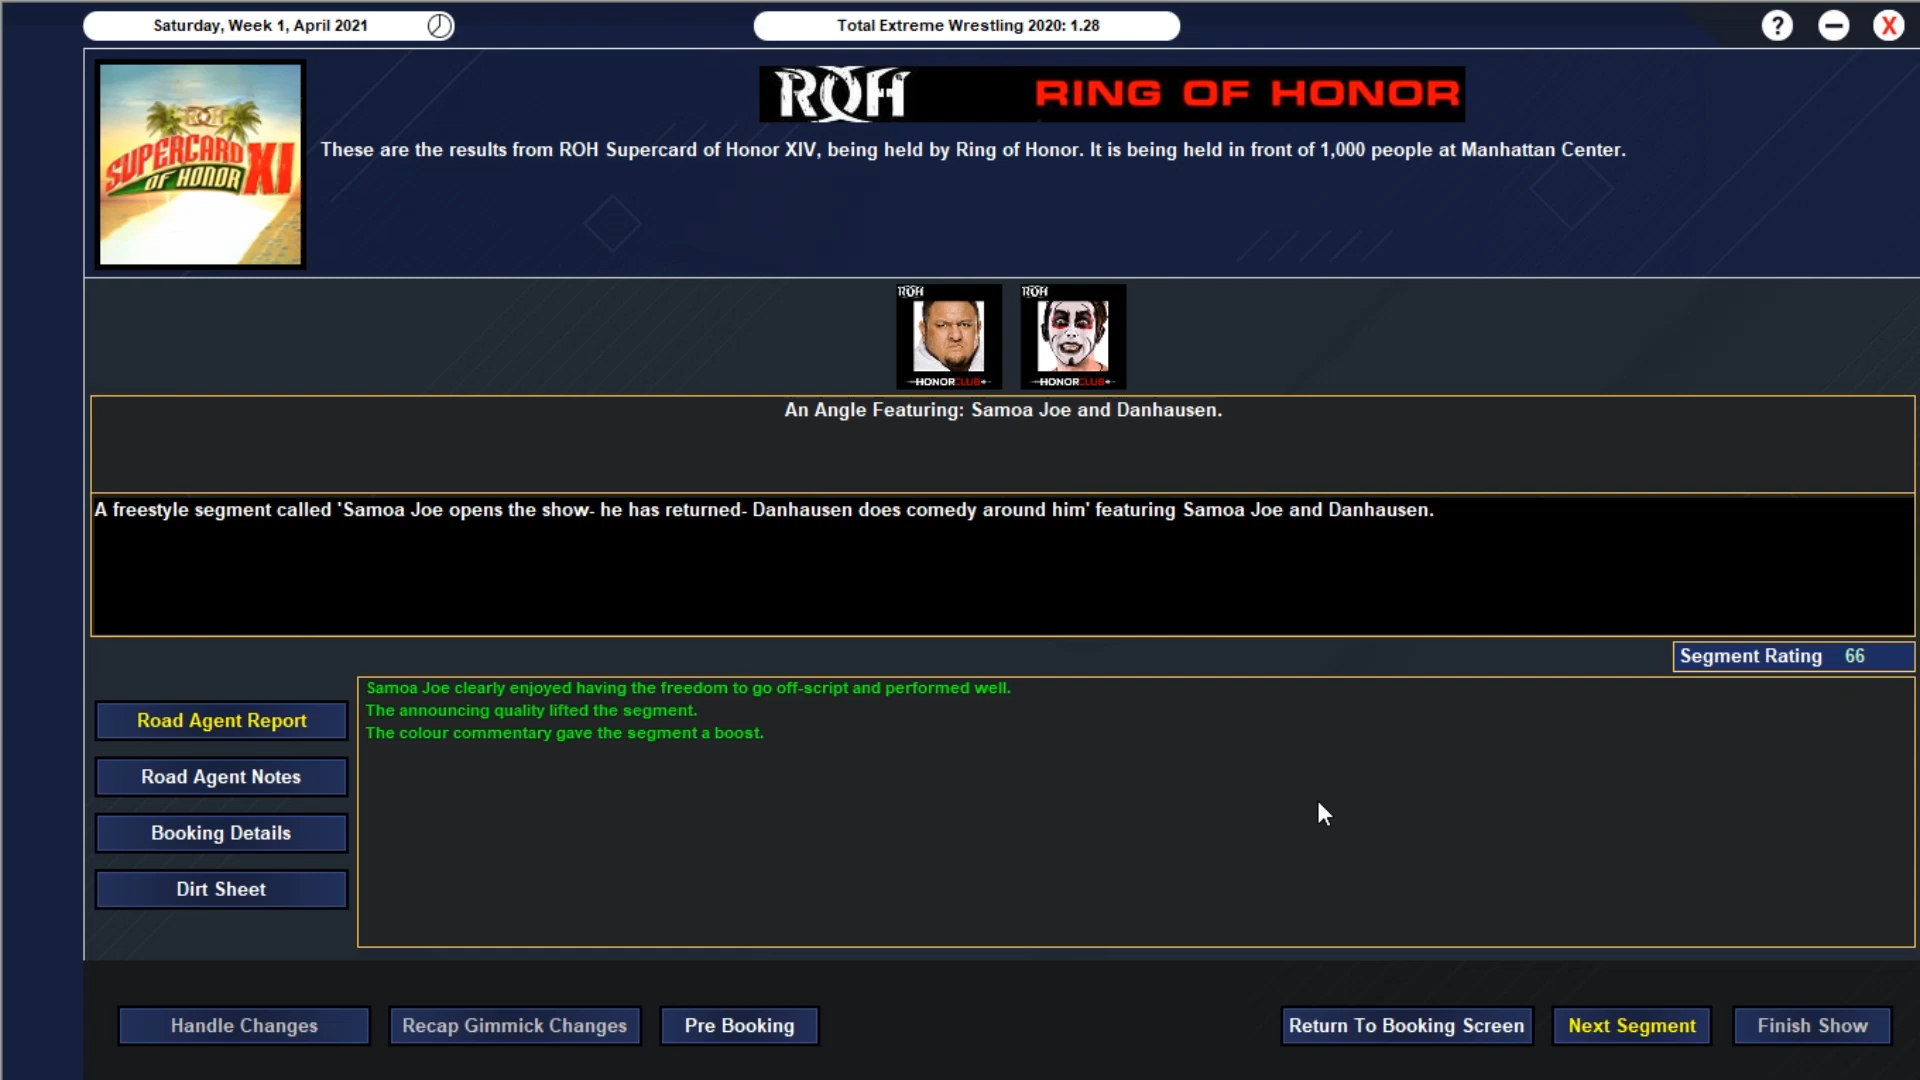 Saturday, Week 1, April 2021
Total Extreme Wrestling 2020: 1.28
?
X
ROH
SUPERCARD
OF HONOR XI
ROH RING OF HONOR
These are the results from ROH Supercard of Honor XIV, being held by Ring of Honor. It is being held in front of 1,000 people at Manhattan Center.
ROH ROH
HONORCLUB HONORCLUB
An Angle Featuring: Samoa Joe and Danhausen.
A freestyle segment called 'Samoa Joe opens the show- he has returned- Danhausen does comedy around him' featuring Samoa Joe and Danhausen.
Segment Rating 66
Samoa Joe clearly enjoyed having the freedom to go off-script and performed well.
The announcing quality lifted the segment.
The colour commentary gave the segment a boost.
Road Agent Report
Road Agent Notes
Booking Details
Dirt Sheet
Handle Changes
Recap Gimmick Changes
Pre Booking
Return To Booking Screen
Next Segment
Finish Show